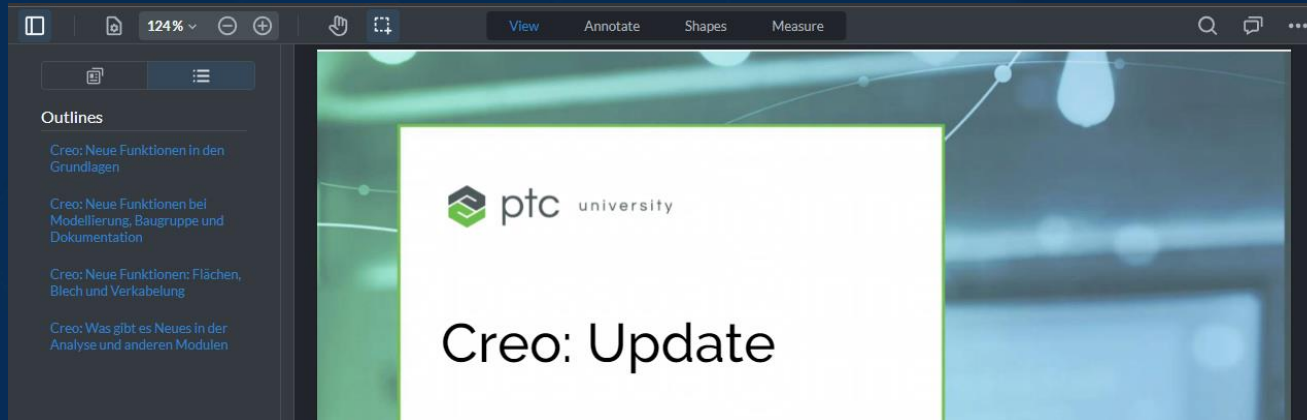 124%
View Annotate Shapes Measure
Outlines
Creo: Neue Funktionen in den
Grundlagen
Creo: Neue Funktionen bei
Modellierung, Baugruppe und
Dokumentation
Creo: Neue Funktionen: Flächen,
Blech und Verkabelung
Creo: Was gibt es Neues in der
Analyse und anderen Modulen
ptc university
Creo: Update